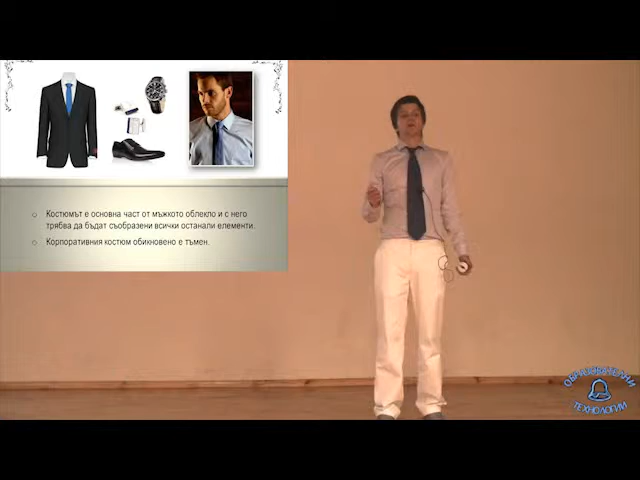 Костюмът е основна част от мъжкото облекло и с него
трябва да бъдат съобразени всички останали елементи.
Корпоративния костюм обикновено е тъмен.
ОБРАЗОВАТЕЛНИ
ТЕХНОЛОГИИ